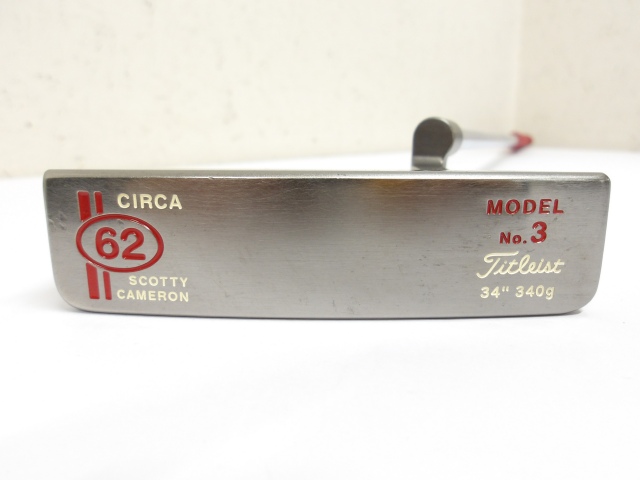 CIRCA
62
SCOTTY
CAMERON
MODEL
No. 3
Titleist
34" 340g